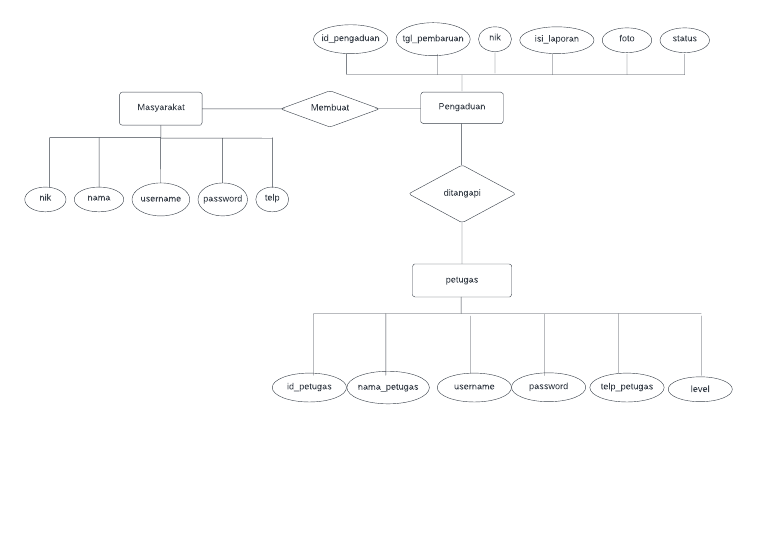 id_pengaduan
tgl_pembaruan
nik
isi_laporan
foto
status
Masyarakat
Membuat
Pengaduan
nik
nama
username
password
telp
ditangapi
petugas
id_petugas
nama_petugas
username
password
telp_petugas
level